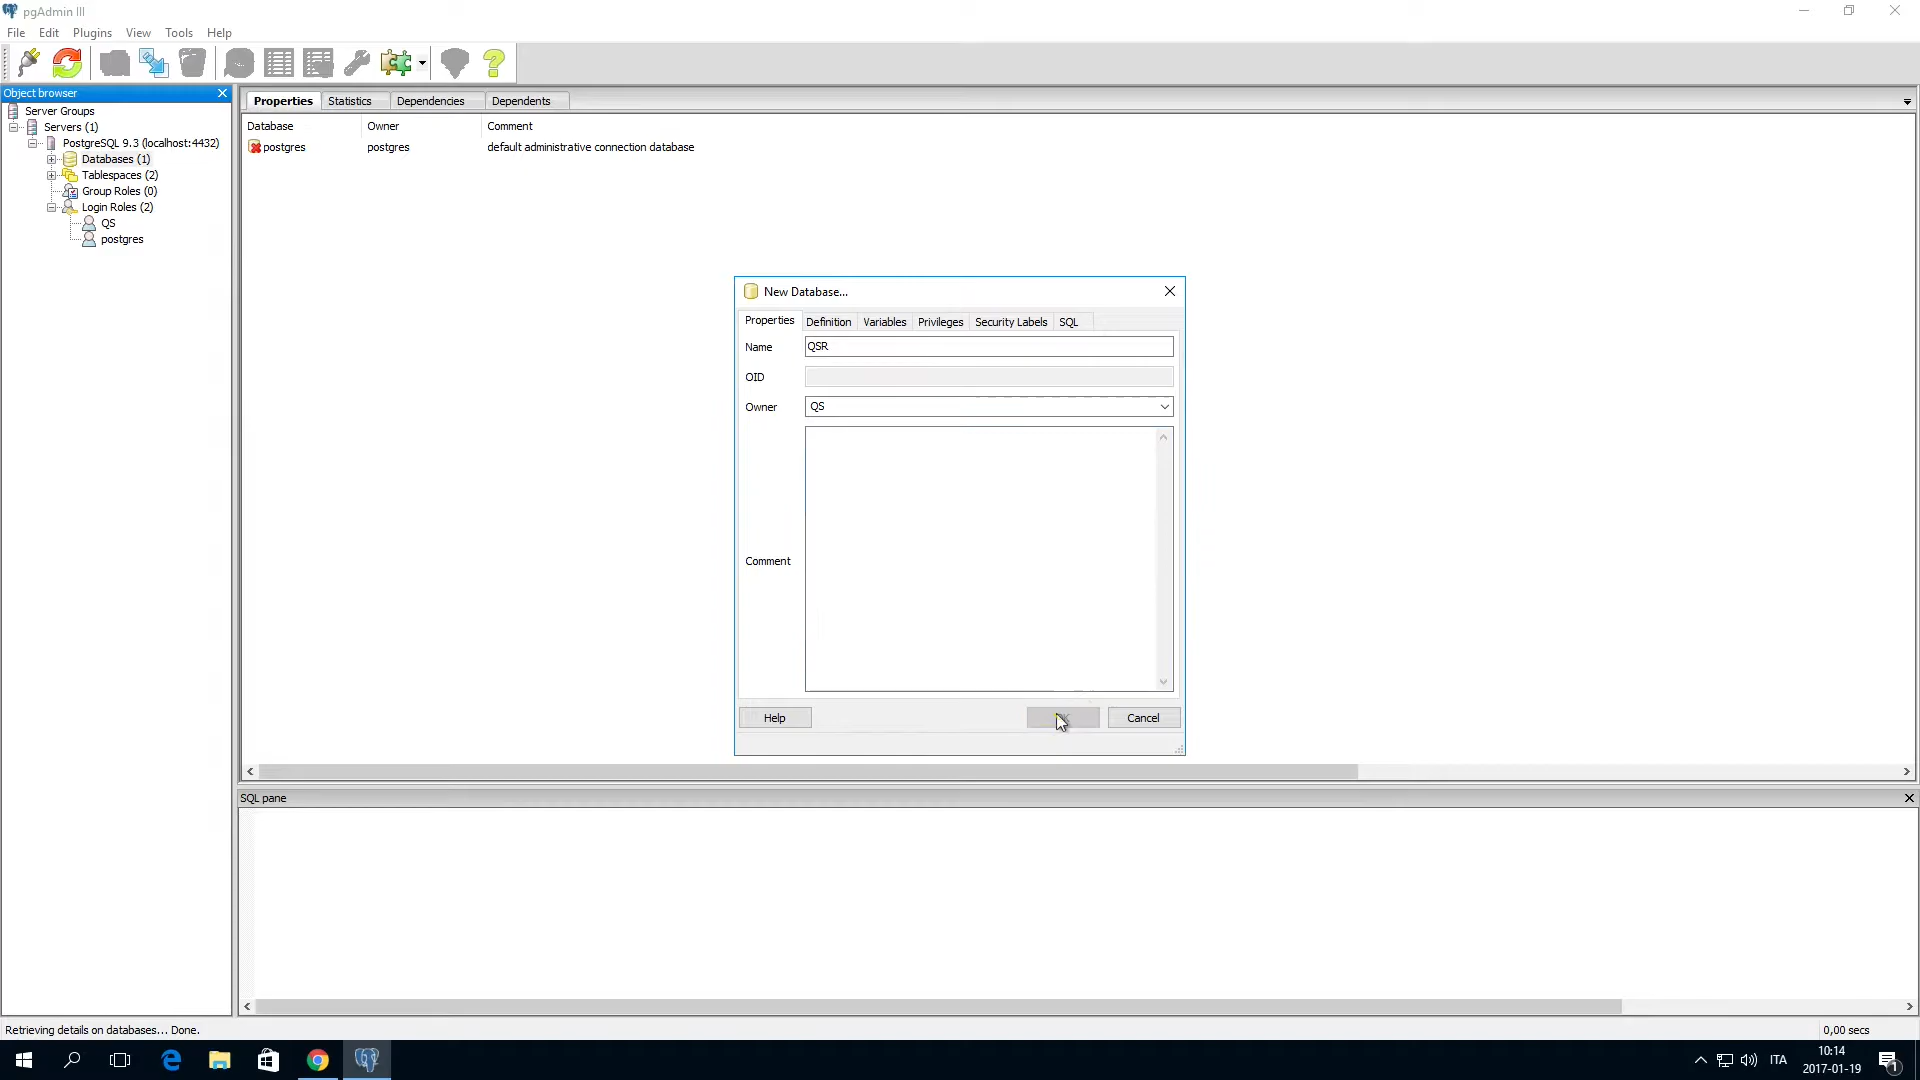 pgAdmin III
File Edit Plugins View Tools Help
Object browser
Server Groups
Servers (1)
PostgreSQL 9.3 (localhost:4432)
Databases (1)
Tablespaces (2)
Group Roles (0)
Login Roles (2)
QS
postgres
Properties Statistics Dependencies Dependents
Database Owner Comment
postgres postgres default administrative connection database
New Database...
Properties Definition Variables Privileges Security Labels SQL
Name QSR
OID
Owner QS
Comment
Help Cancel
SQL pane
Retrieving details on databases... Done. 0,00 secs
ITA
10:14
2017-01-19
1